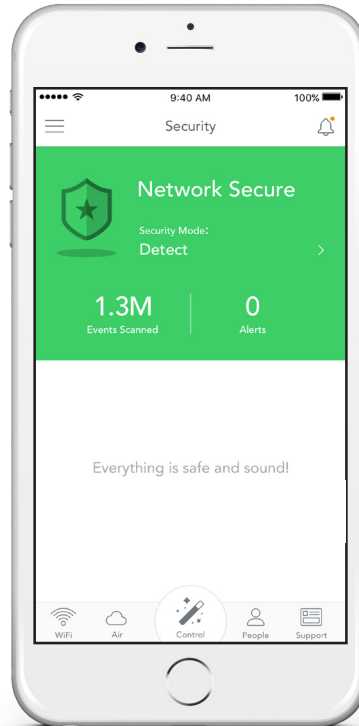 9:40 AM
100%
Security
Network Secure
Security Mode:
Detect
1.3M
0
Events Scanned
Alerts
Everything is safe and sound!
WiFi
Air
Control
People
Support